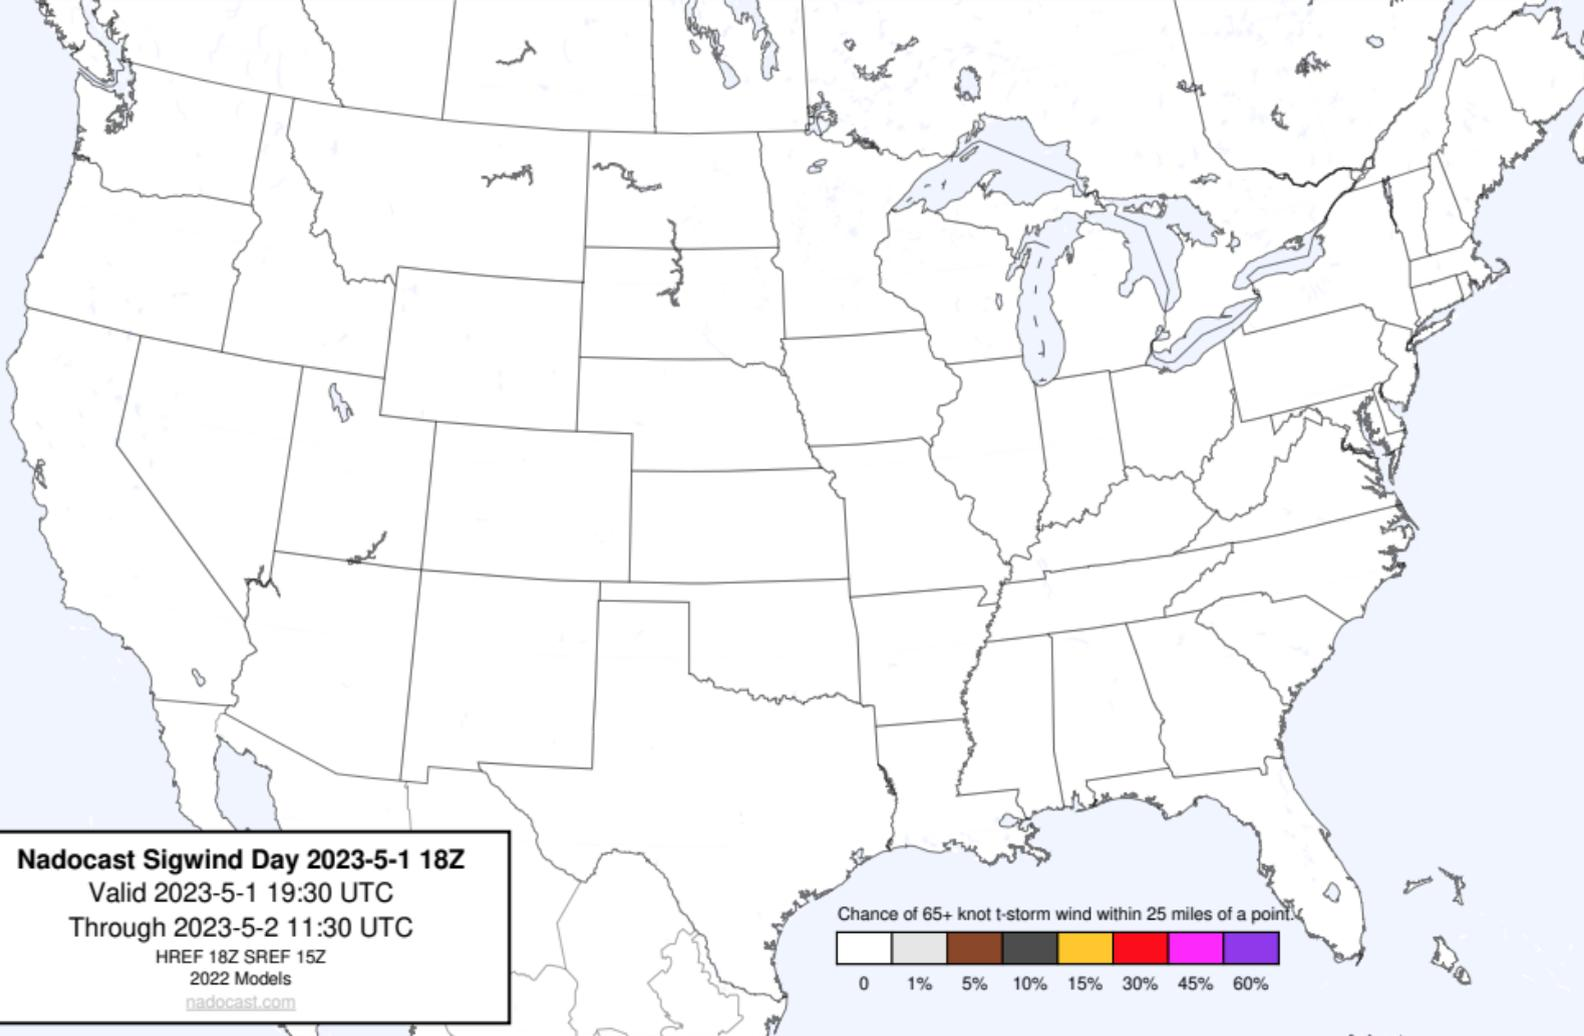 Nadocast Sigwind Day 2023-5-1 18Z
Valid 2023-5-1 19:30 UTC
Through 2023-5-2 11:30 UTC
HREF 18Z SREF 15Z
2022 Models
nadocast.com
Chance of 65+ knot t-storm wind within 25 miles of a point.
0 1% 5% 10% 15% 30% 45% 60%